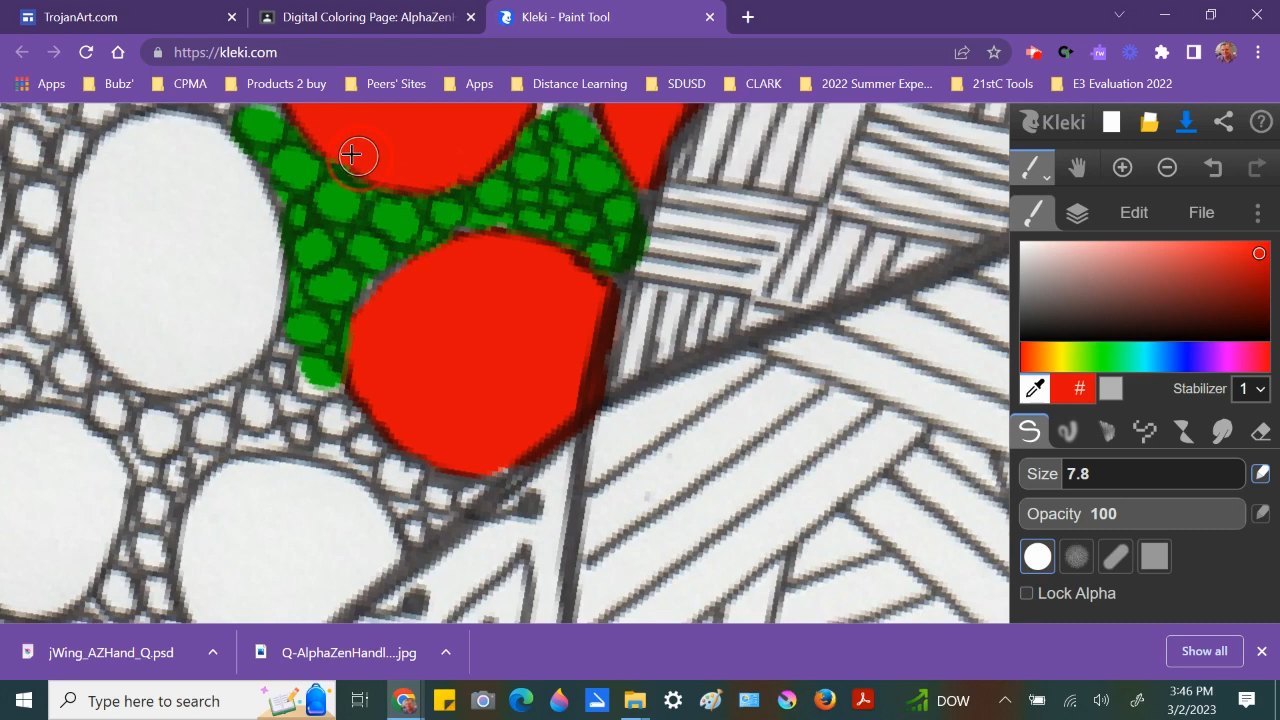 TrojanArt.com
Digital Coloring Page: AlphaZenH
Kleki - Paint Tool
https://kleki.com
Apps
Bubz'
CPMA
Products 2 buy
Peers' Sites
Apps
Distance Learning
SDUSD
CLARK
2022 Summer Expe...
21stC Tools
E3 Evaluation 2022
Kleki
Edit
File
#
Stabilizer 1
Size 7.8
Opacity 100
Lock Alpha
jWing_AZHand_Q.psd
Q-AlphaZenHandl....jpg
Show all
Type here to search
DOW
3:46 PM
3/2/2023